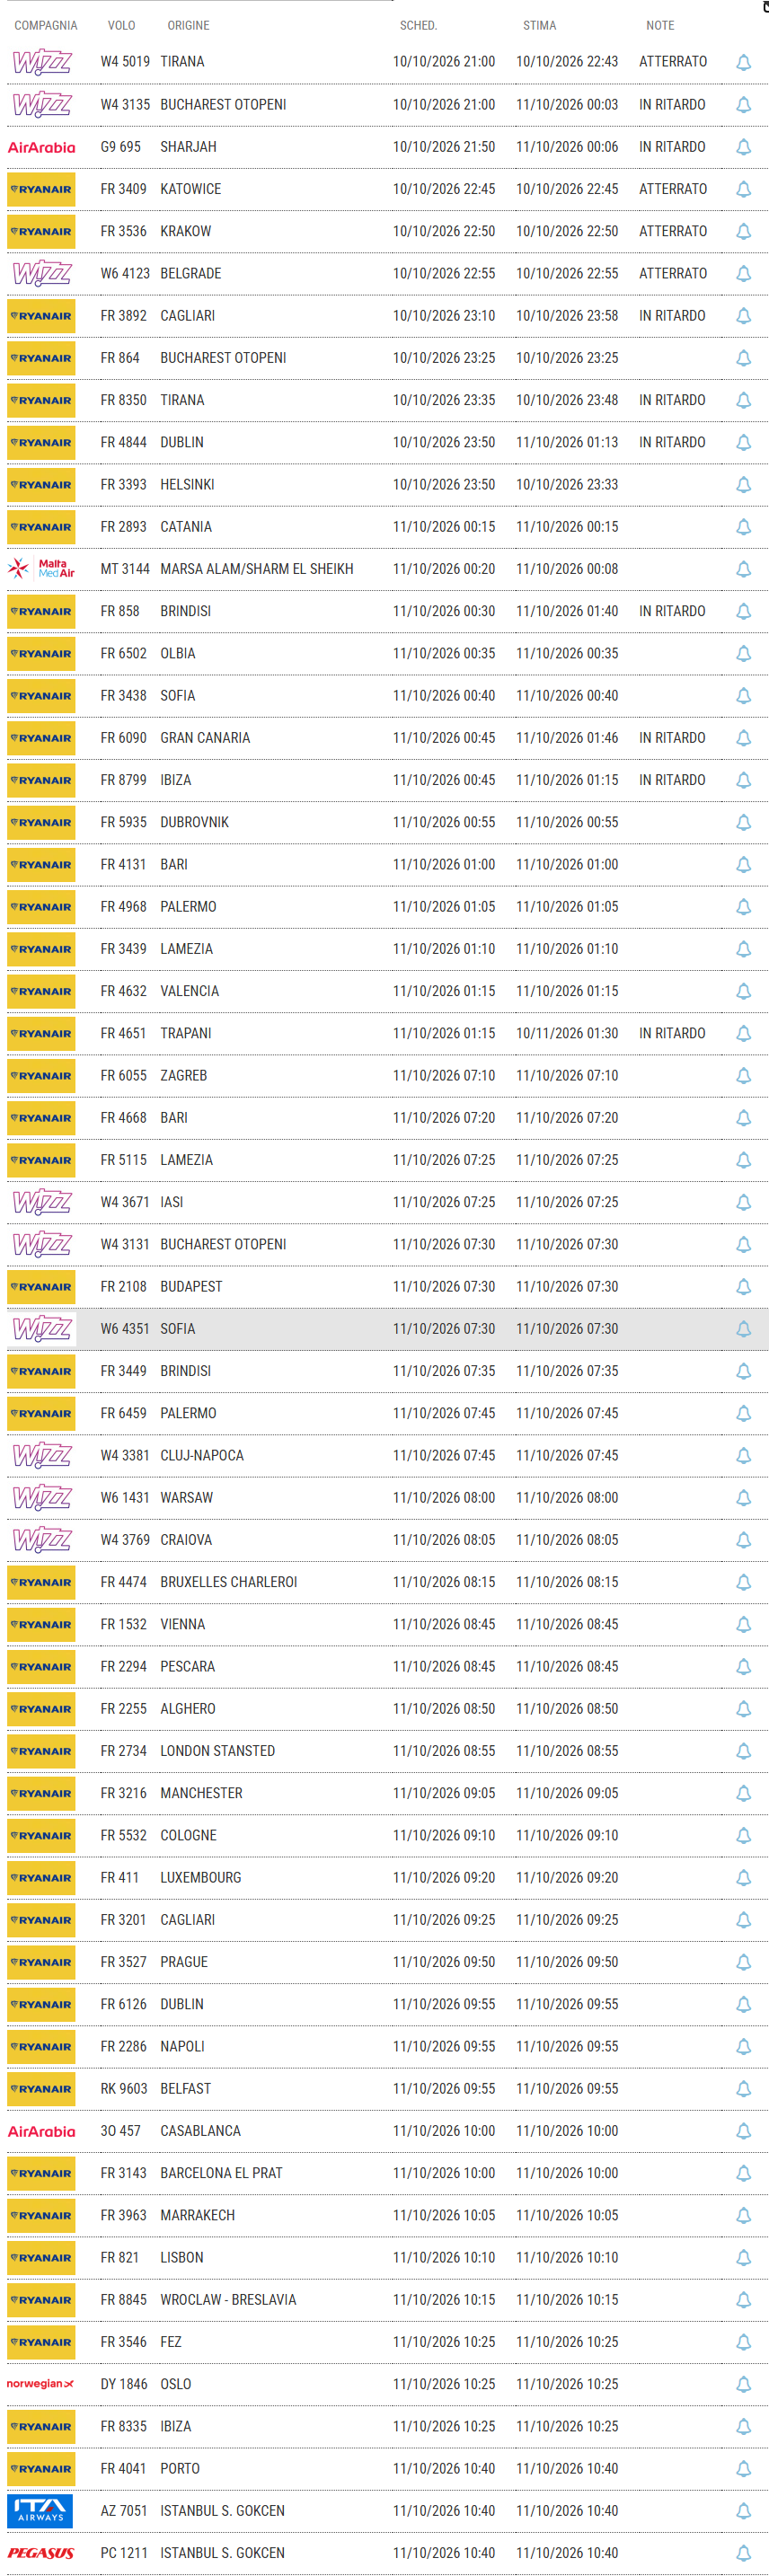 COMPAGNIA VOLO ORIGINE SCHED. STIMA NOTE
WIZZ W4 5019 TIRANA 10/10/2026 21:00 10/10/2026 22:43 ATTERRATO
WIZZ W4 3135 BUCHAREST OTOPENI 10/10/2026 21:00 11/10/2026 00:03 IN RITARDO
AirArabia G9 695 SHARJAH 10/10/2026 21:50 11/10/2026 00:06 IN RITARDO
RYANAIR FR 3409 KATOWICE 10/10/2026 22:45 10/10/2026 22:45 ATTERRATO
RYANAIR FR 3536 KRAKOW 10/10/2026 22:50 10/10/2026 22:50 ATTERRATO
WIZZ W6 4123 BELGRADE 10/10/2026 22:55 10/10/2026 22:55 ATTERRATO
RYANAIR FR 3892 CAGLIARI 10/10/2026 23:10 10/10/2026 23:58 IN RITARDO
RYANAIR FR 864 BUCHAREST OTOPENI 10/10/2026 23:25 10/10/2026 23:25
RYANAIR FR 8350 TIRANA 10/10/2026 23:35 10/10/2026 23:48 IN RITARDO
RYANAIR FR 4844 DUBLIN 10/10/2026 23:50 11/10/2026 01:13 IN RITARDO
RYANAIR FR 3393 HELSINKI 10/10/2026 23:50 10/10/2026 23:33
RYANAIR FR 2893 CATANIA 11/10/2026 00:15 11/10/2026 00:15
Malta MedAir MT 3144 MARSA ALAM/SHARM EL SHEIKH 11/10/2026 00:20 11/10/2026 00:08
RYANAIR FR 858 BRINDISI 11/10/2026 00:30 11/10/2026 01:40 IN RITARDO
RYANAIR FR 6502 OLBIA 11/10/2026 00:35 11/10/2026 00:35
RYANAIR FR 3438 SOFIA 11/10/2026 00:40 11/10/2026 00:40
RYANAIR FR 6090 GRAN CANARIA 11/10/2026 00:45 11/10/2026 01:46 IN RITARDO
RYANAIR FR 8799 IBIZA 11/10/2026 00:45 11/10/2026 01:15 IN RITARDO
RYANAIR FR 5935 DUBROVNIK 11/10/2026 00:55 11/10/2026 00:55
RYANAIR FR 4131 BARI 11/10/2026 01:00 11/10/2026 01:00
RYANAIR FR 4968 PALERMO 11/10/2026 01:05 11/10/2026 01:05
RYANAIR FR 3439 LAMEZIA 11/10/2026 01:10 11/10/2026 01:10
RYANAIR FR 4632 VALENCIA 11/10/2026 01:15 11/10/2026 01:15
RYANAIR FR 4651 TRAPANI 11/10/2026 01:15 10/11/2026 01:30 IN RITARDO
RYANAIR FR 6055 ZAGREB 11/10/2026 07:10 11/10/2026 07:10
RYANAIR FR 4668 BARI 11/10/2026 07:20 11/10/2026 07:20
RYANAIR FR 5115 LAMEZIA 11/10/2026 07:25 11/10/2026 07:25
WIZZ W4 3671 IASI 11/10/2026 07:25 11/10/2026 07:25
WIZZ W4 3131 BUCHAREST OTOPENI 11/10/2026 07:30 11/10/2026 07:30
RYANAIR FR 2108 BUDAPEST 11/10/2026 07:30 11/10/2026 07:30
WIZZ W6 4351 SOFIA 11/10/2026 07:30 11/10/2026 07:30
RYANAIR FR 3449 BRINDISI 11/10/2026 07:35 11/10/2026 07:35
RYANAIR FR 6459 PALERMO 11/10/2026 07:45 11/10/2026 07:45
WIZZ W4 3381 CLUJ-NAPOCA 11/10/2026 07:45 11/10/2026 07:45
WIZZ W6 1431 WARSAW 11/10/2026 08:00 11/10/2026 08:00
WIZZ W4 3769 CRAIOVA 11/10/2026 08:05 11/10/2026 08:05
RYANAIR FR 4474 BRUXELLES CHARLEROI 11/10/2026 08:15 11/10/2026 08:15
RYANAIR FR 1532 VIENNA 11/10/2026 08:45 11/10/2026 08:45
RYANAIR FR 2294 PESCARA 11/10/2026 08:45 11/10/2026 08:45
RYANAIR FR 2255 ALGHERO 11/10/2026 08:50 11/10/2026 08:50
RYANAIR FR 2734 LONDON STANSTED 11/10/2026 08:55 11/10/2026 08:55
RYANAIR FR 3216 MANCHESTER 11/10/2026 09:05 11/10/2026 09:05
RYANAIR FR 5532 COLOGNE 11/10/2026 09:10 11/10/2026 09:10
RYANAIR FR 411 LUXEMBOURG 11/10/2026 09:20 11/10/2026 09:20
RYANAIR FR 3201 CAGLIARI 11/10/2026 09:25 11/10/2026 09:25
RYANAIR FR 3527 PRAGUE 11/10/2026 09:50 11/10/2026 09:50
RYANAIR FR 6126 DUBLIN 11/10/2026 09:55 11/10/2026 09:55
RYANAIR FR 2286 NAPOLI 11/10/2026 09:55 11/10/2026 09:55
RYANAIR RK 9603 BELFAST 11/10/2026 09:55 11/10/2026 09:55
AirArabia 3O 457 CASABLANCA 11/10/2026 10:00 11/10/2026 10:00
RYANAIR FR 3143 BARCELONA EL PRAT 11/10/2026 10:00 11/10/2026 10:00
RYANAIR FR 3963 MARRAKECH 11/10/2026 10:05 11/10/2026 10:05
RYANAIR FR 821 LISBON 11/10/2026 10:10 11/10/2026 10:10
RYANAIR FR 8845 WROCLAW - BRESLAVIA 11/10/2026 10:15 11/10/2026 10:15
RYANAIR FR 3546 FEZ 11/10/2026 10:25 11/10/2026 10:25
norwegian DY 1846 OSLO 11/10/2026 10:25 11/10/2026 10:25
RYANAIR FR 8335 IBIZA 11/10/2026 10:25 11/10/2026 10:25
RYANAIR FR 4041 PORTO 11/10/2026 10:40 11/10/2026 10:40
ITA AIRWAYS AZ 7051 ISTANBUL S. GOKCEN 11/10/2026 10:40 11/10/2026 10:40
PEGASUS PC 1211 ISTANBUL S. GOKCEN 11/10/2026 10:40 11/10/2026 10:40